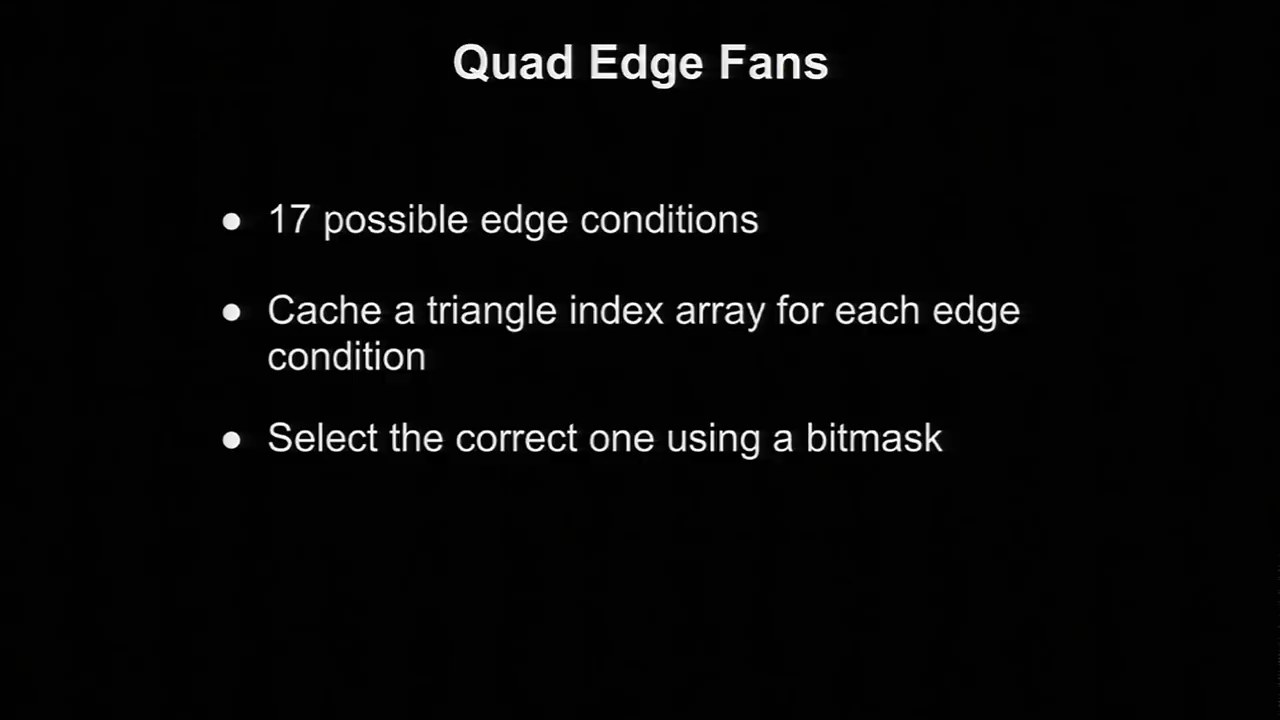 Quad Edge Fans
● 17 possible edge conditions
● Cache a triangle index array for each edge
condition
● Select the correct one using a bitmask